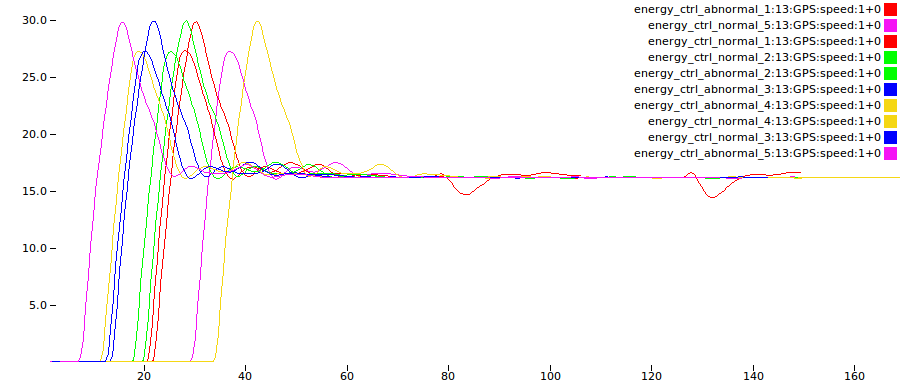 energy_ctrl_abnormal_1:13:GPS:speed:1+0
energy_ctrl_normal_5:13:GPS:speed:1+0
energy_ctrl_normal_1:13:GPS:speed:1+0
energy_ctrl_normal_2:13:GPS:speed:1+0
energy_ctrl_abnormal_2:13:GPS:speed:1+0
energy_ctrl_abnormal_3:13:GPS:speed:1+0
energy_ctrl_abnormal_4:13:GPS:speed:1+0
energy_ctrl_normal_4:13:GPS:speed:1+0
energy_ctrl_normal_3:13:GPS:speed:1+0
energy_ctrl_abnormal_5:13:GPS:speed:1+0
30.0
25.0
20.0
15.0
10.0
5.0
20 40 60 80 100 120 140 160